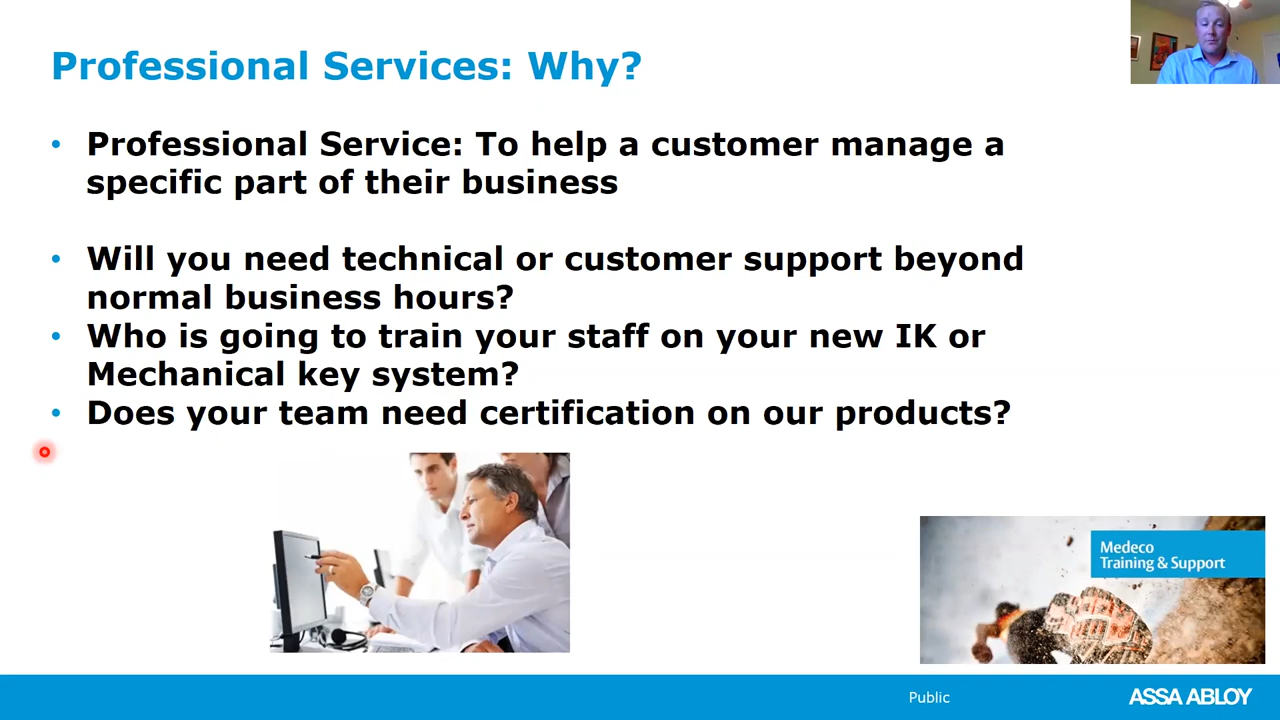 Professional Services: Why?
• Professional Service: To help a customer manage a
specific part of their business
• Will you need technical or customer support beyond
normal business hours?
• Who is going to train your staff on your new IK or
Mechanical key system?
• Does your team need certification on our products?
Medeco
Training & Support
Public
ASSA ABLOY